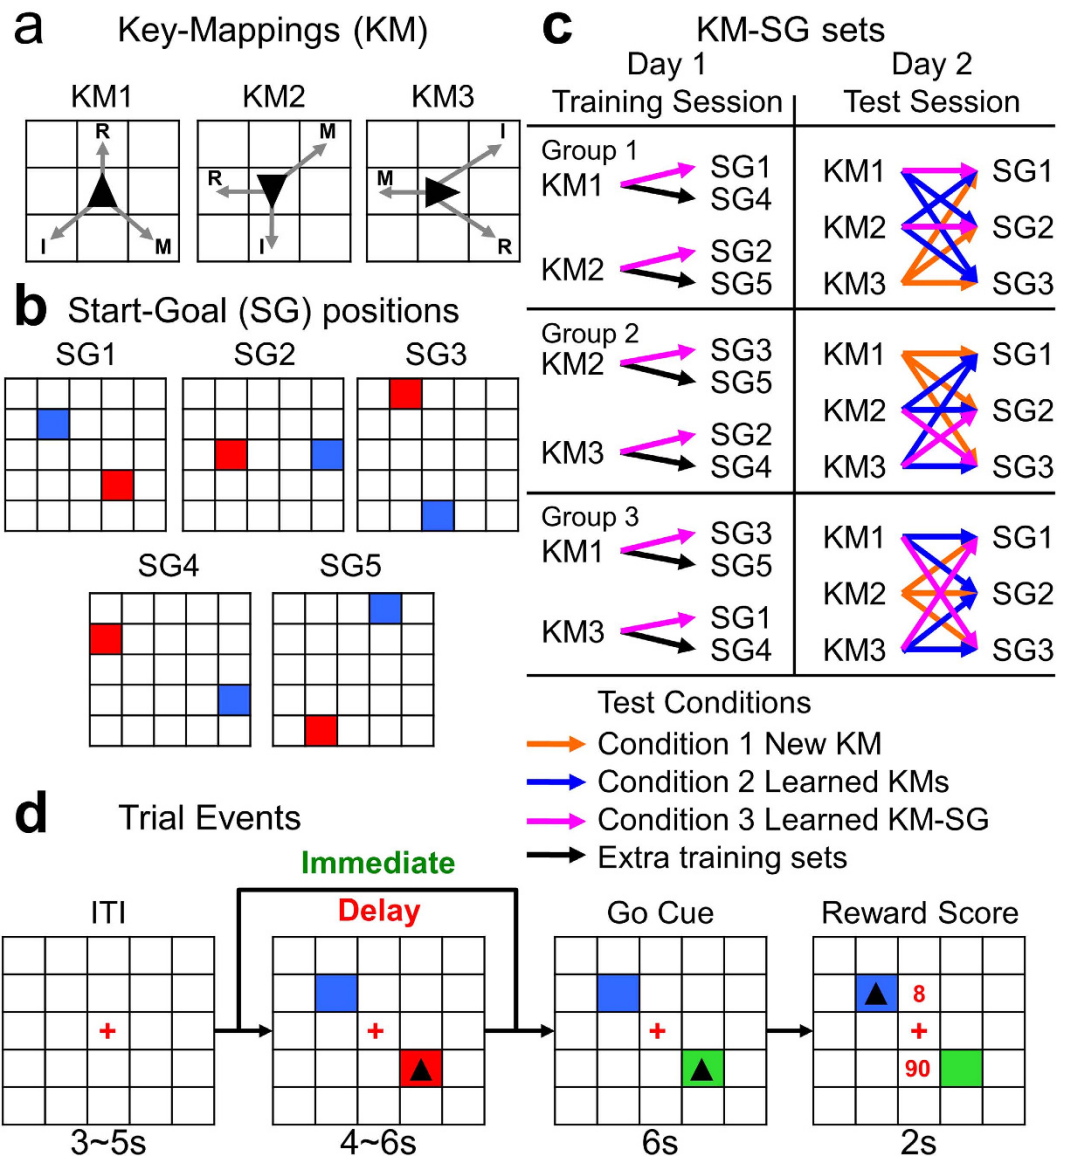 a Key-Mappings (KM)
KM1 KM2 KM3
R
I M
M
R
I
I
M
R
b Start-Goal (SG) positions
SG1 SG2 SG3
SG4 SG5
c KM-SG sets
Day 1 Day 2
Training Session Test Session
Group 1
KM1 SG1
SG4
KM2 SG2
SG5
KM1 SG1
KM2 SG2
KM3 SG3
Group 2
KM2 SG3
SG5
KM3 SG2
SG4
KM1 SG1
KM2 SG2
KM3 SG3
Group 3
KM1 SG3
SG5
KM3 SG1
SG4
KM1 SG1
KM2 SG2
KM3 SG3
Test Conditions
Condition 1 New KM
Condition 2 Learned KMs
Condition 3 Learned KM-SG
Extra training sets
d Trial Events
Immediate
ITI Delay Go Cue Reward Score
+ + + 8
+
90
3~5s 4~6s 6s 2s